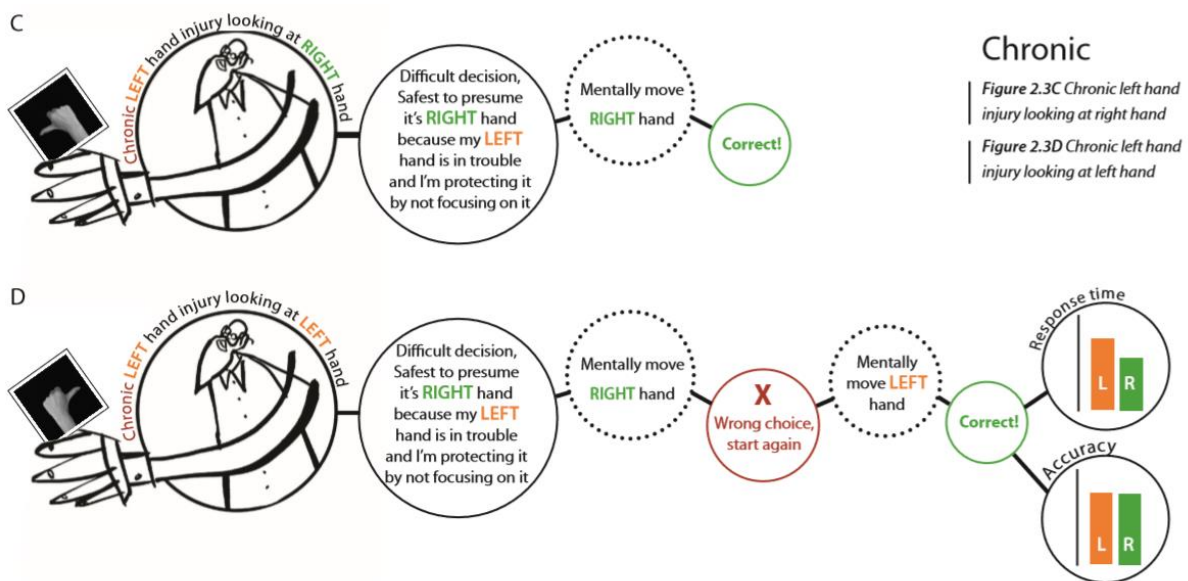 C
Chronic LEFT hand injury looking at RIGHT hand
Difficult decision,
Safest to presume
it's RIGHT hand
because my LEFT
hand is in trouble
and I'm protecting it
by not focusing on it
Mentally move
RIGHT hand
Correct!
Chronic
Figure 2.3C Chronic left hand
injury looking at right hand
Figure 2.3D Chronic left hand
injury looking at left hand
D
Chronic LEFT hand injury looking at LEFT hand
Difficult decision,
Safest to presume
it's RIGHT hand
because my LEFT
hand is in trouble
and I'm protecting it
by not focusing on it
Mentally move
RIGHT hand
X
Wrong choice,
start again
Mentally
move LEFT
hand
Correct!
Response time
L R
Accuracy
L R